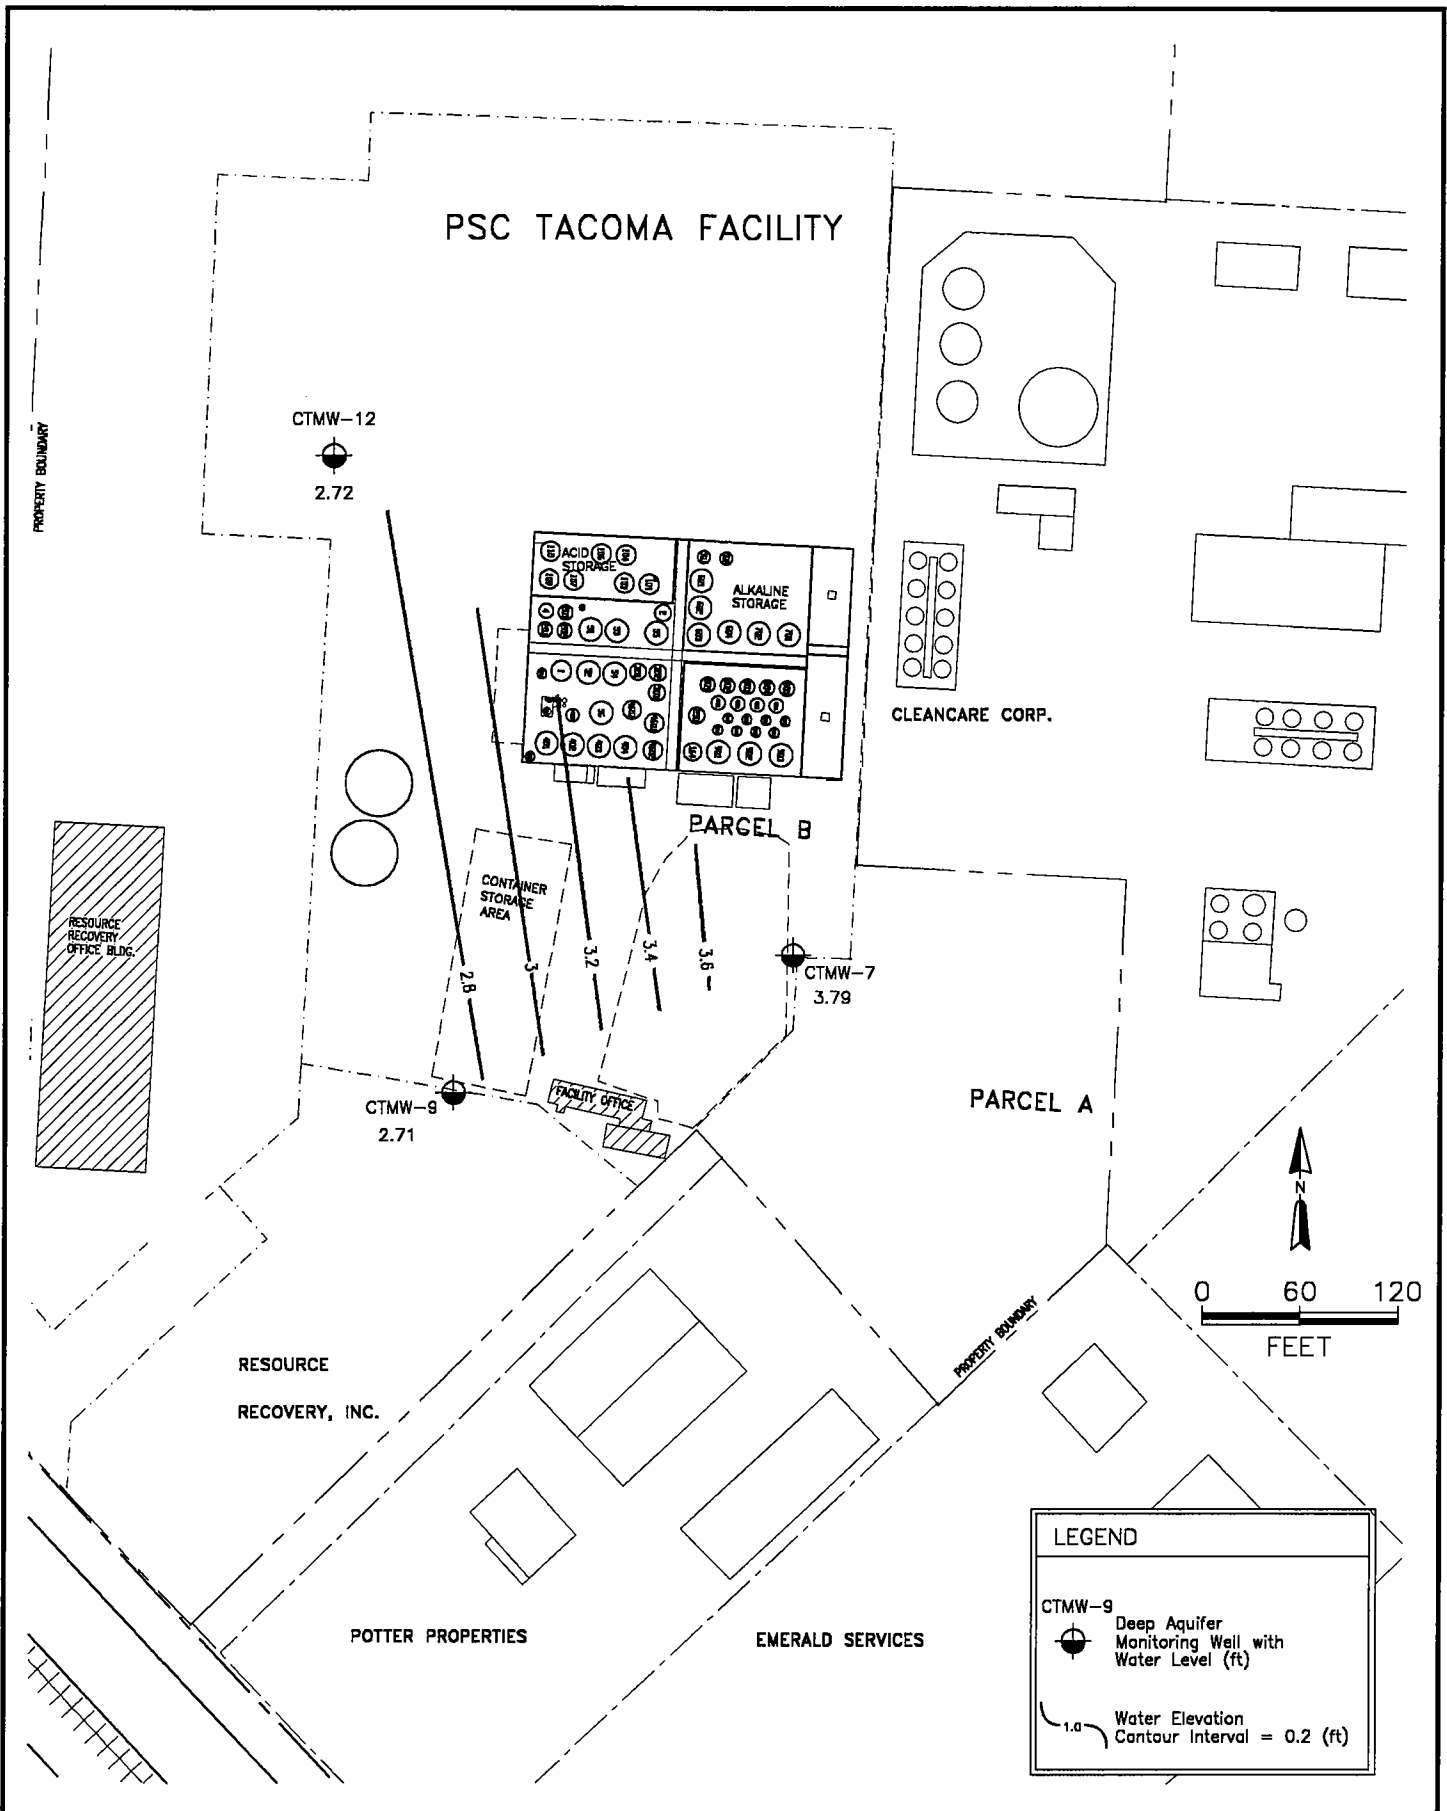 PSC TACOMA FACILITY
PROPERTY BOUNDARY
CTMW-12
2.72
ACID
STORAGE
ALKALINE
STORAGE
CLEANCARE CORP.
PARCEL B
CONTAINER
STORAGE
AREA
RESOURCE
RECOVERY
OFFICE BLDG.
2.8
3
3.2
3.4
3.6
CTMW-7
3.79
CTMW-9
2.71
FACILITY OFFICE
PARCEL A
N
0 60 120
FEET
PROPERTY BOUNDARY
RESOURCE
RECOVERY, INC.
POTTER PROPERTIES
EMERALD SERVICES
LEGEND
CTMW-9
Deep Aquifer
Monitoring Well with
Water Level (ft)
1.0
Water Elevation
Contour Interval = 0.2 (ft)